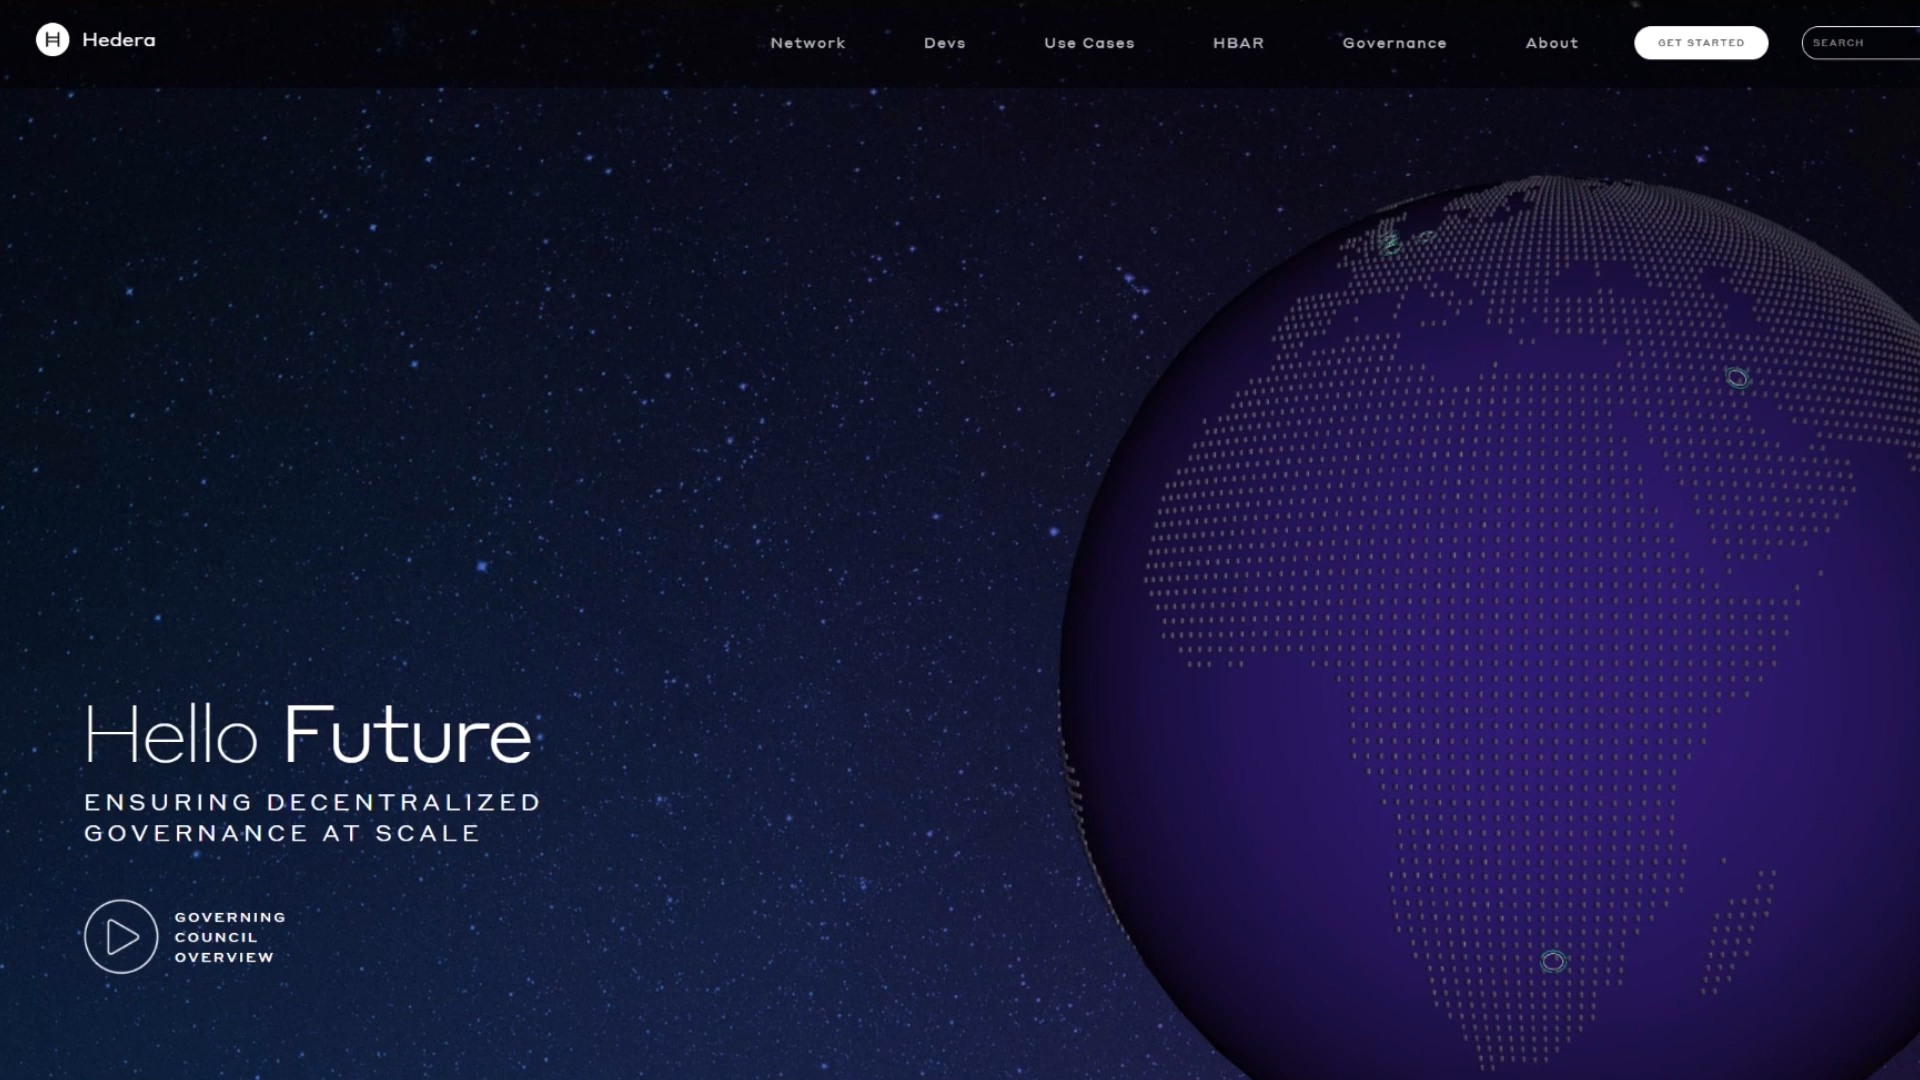 Hedera
Network Devs Use Cases HBAR Governance About GET STARTED SEARCH
Hello Future
ENSURING DECENTRALIZED
GOVERNANCE AT SCALE
GOVERNING
COUNCIL
OVERVIEW